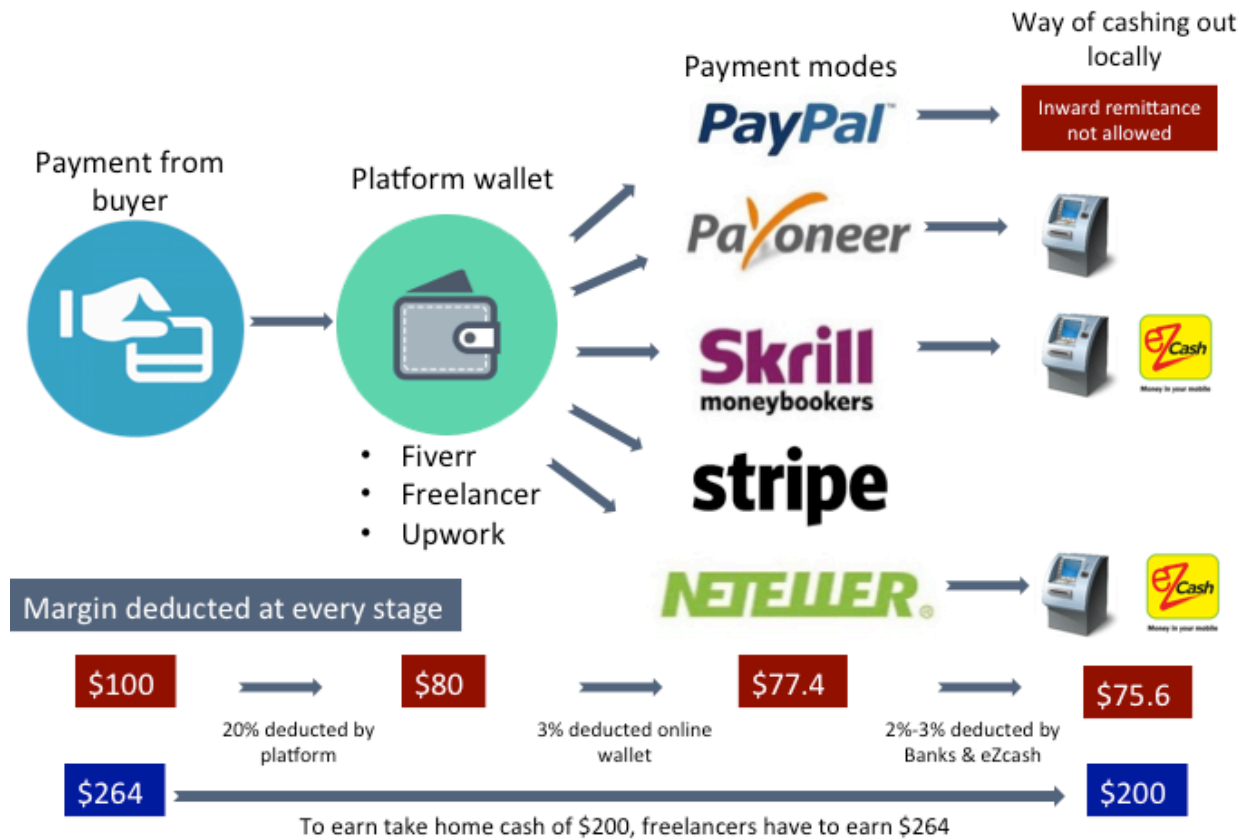 Way of cashing out
locally
Payment modes
PayPal™
Inward remittance
not allowed
Payment from
buyer
Platform wallet
Payoneer
Skrill
moneybookers
eZ Cash
Money in your mobile
• Fiverr
• Freelancer
• Upwork
stripe
NETELLER®
eZ Cash
Money in your mobile
Margin deducted at every stage
$100
$80
$77.4
$75.6
20% deducted by
platform
3% deducted online
wallet
2%-3% deducted by
Banks & eZcash
$264
$200
To earn take home cash of $200, freelancers have to earn $264